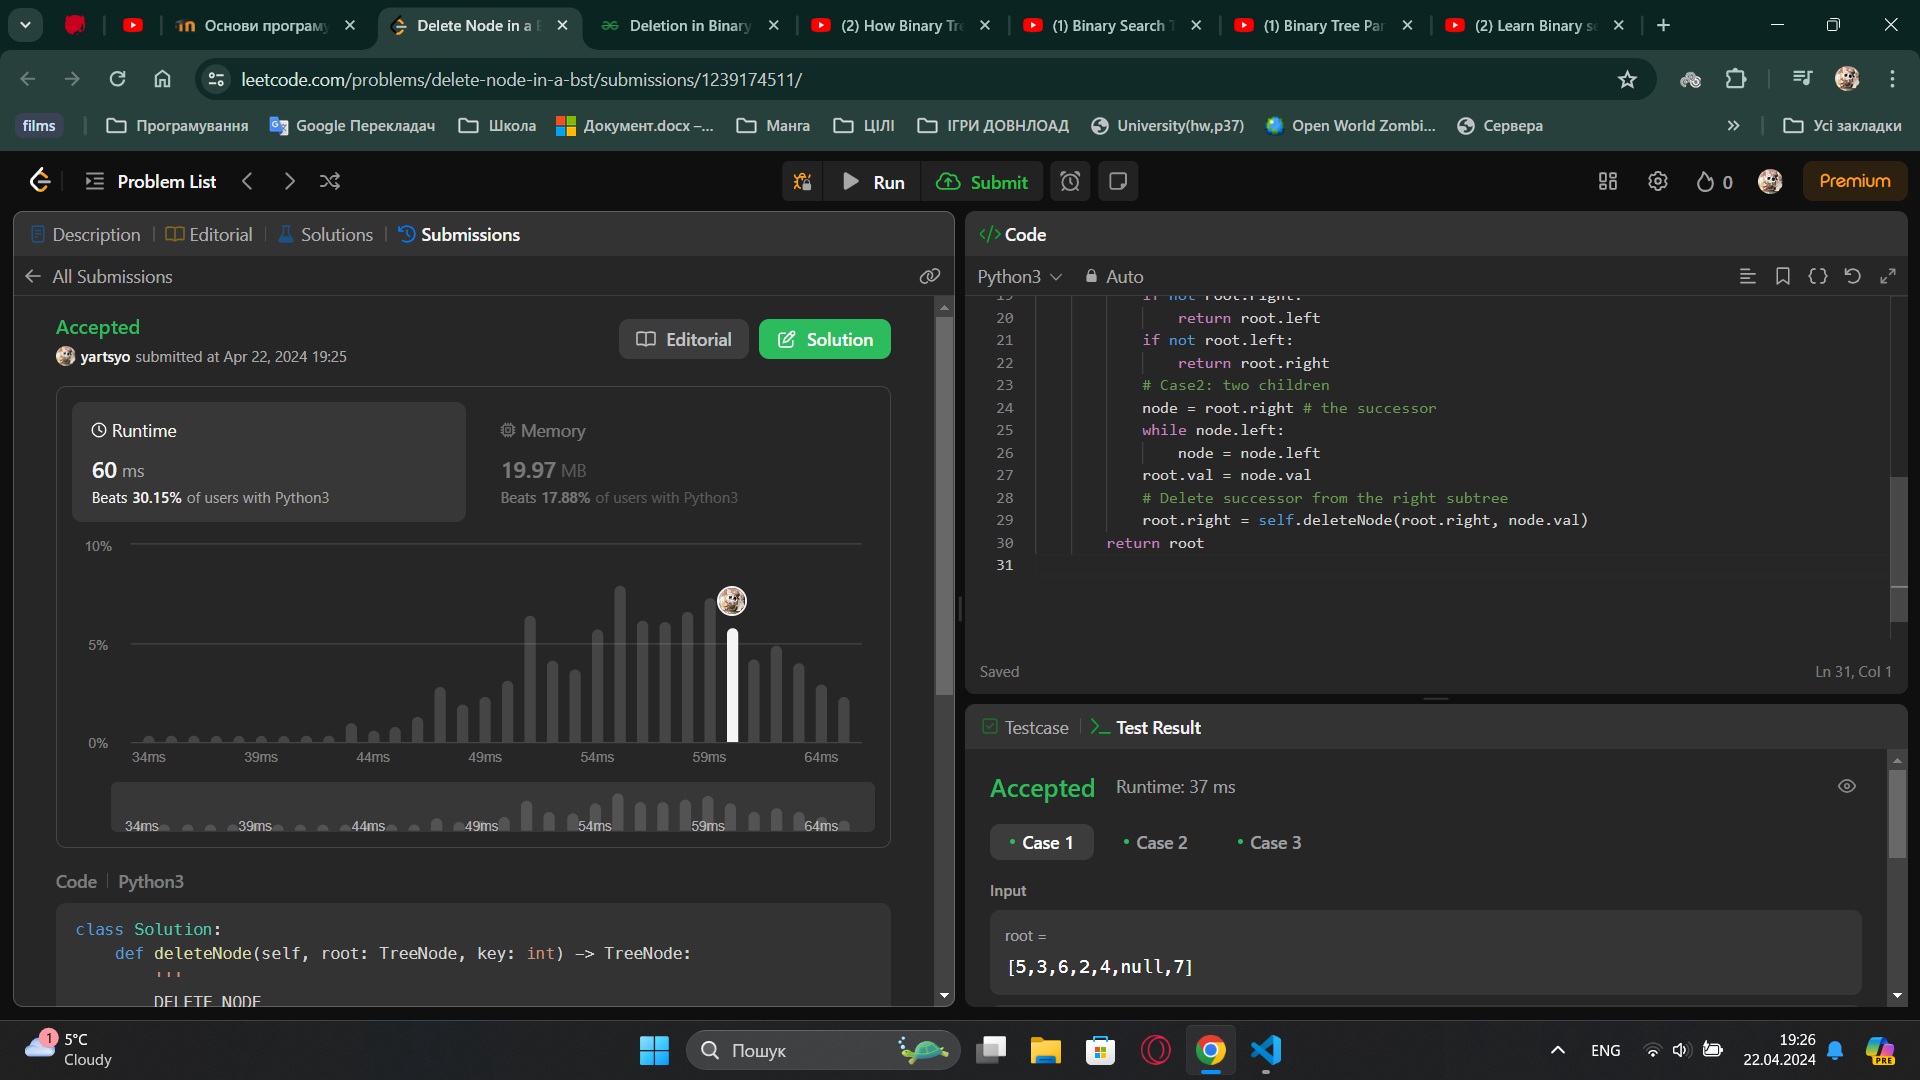 Основи програму
Delete Node in a B
Deletion in Binary
(2) How Binary Tre
(1) Binary Search T
(1) Binary Tree Par
(2) Learn Binary se
leetcode.com/problems/delete-node-in-a-bst/submissions/1239174511/
films
Програмування
Google Перекладач
Школа
Документ.docx –...
Манга
ЦІЛІ
ІГРИ ДОВНЛОАД
University(hw,p37)
Open World Zombi...
Сервера
»
Усі закладки
Problem List
Run
Submit
0
Premium
Description
Editorial
Solutions
Submissions
All Submissions
Accepted
yartsyo submitted at Apr 22, 2024 19:25
Editorial
Solution
Runtime
60 ms
Beats 30.15% of users with Python3
Memory
19.97 MB
Beats 17.88% of users with Python3
10%
5%
0%
34ms 39ms 44ms 49ms 54ms 59ms 64ms
34ms 39ms 44ms 49ms 54ms 59ms 64ms
Code Python3
class Solution:
def deleteNode(self, root: TreeNode, key: int) -> TreeNode:
'''
DELETE NODE
</> Code
Python3
Auto
19 if not root.right:
20 return root.left
21 if not root.left:
22 return root.right
23 # Case2: two children
24 node = root.right # the successor
25 while node.left:
26 node = node.left
27 root.val = node.val
28 # Delete successor from the right subtree
29 root.right = self.deleteNode(root.right, node.val)
30 return root
31
Saved
Ln 31, Col 1
Testcase
Test Result
Accepted Runtime: 37 ms
Case 1
Case 2
Case 3
Input
root =
[5,3,6,2,4,null,7]
1
5°C
Cloudy
Пошук
ENG
19:26
22.04.2024
PRE